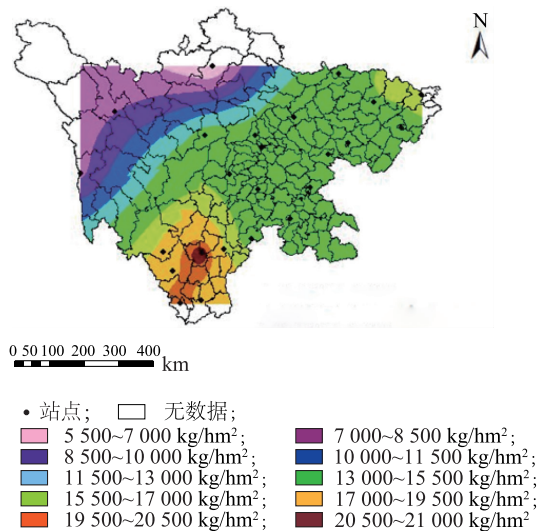 N
0 50 100 200 300 400
km
站点; 无数据;
5 500~7 000 kg/hm²; 7 000~8 500 kg/hm²;
8 500~10 000 kg/hm²; 10 000~11 500 kg/hm²;
11 500~13 000 kg/hm²; 13 000~15 500 kg/hm²;
15 500~17 000 kg/hm²; 17 000~19 500 kg/hm²;
19 500~20 500 kg/hm²; 20 500~21 000 kg/hm²;